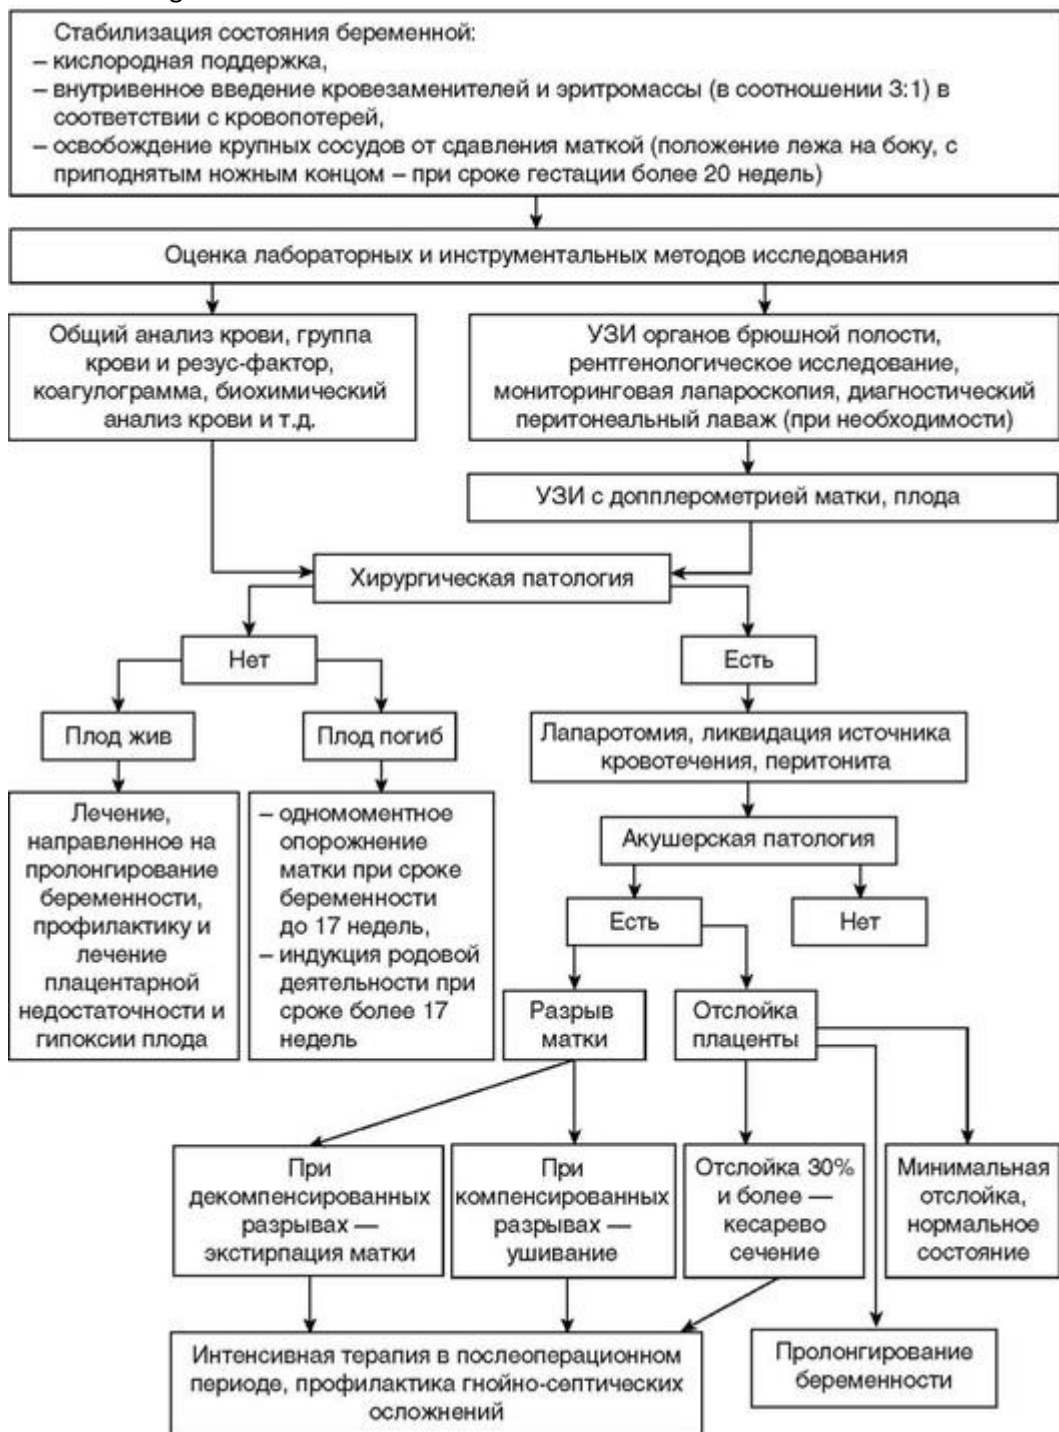 Стабилизация состояния беременной:
– кислородная поддержка,
– внутривенное введение кровезаменителей и эритромассы (в соотношении 3:1) в
соответствии с кровопотерей,
– освобождение крупных сосудов от сдавления маткой (положение лежа на боку, с
приподнятым ножным концом – при сроке гестации более 20 недель)
Оценка лабораторных и инструментальных методов исследования
Общий анализ крови, группа
крови и резус-фактор,
коагулограмма, биохимический
анализ крови и т.д.
УЗИ органов брюшной полости,
рентгенологическое исследование,
мониторинговая лапароскопия, диагностический
перитонеальный лаваж (при необходимости)
УЗИ с допплерометрией матки, плода
Хирургическая патология
Нет
Есть
Плод жив
Плод погиб
Лапаротомия, ликвидация источника
кровотечения, перитонита
Лечение,
направленное на
пролонгирование
беременности,
профилактику и
лечение
плацентарной
недостаточности и
гипоксии плода
– одномоментное
опорожнение
матки при сроке
беременности
до 17 недель,
– индукция родовой
деятельности при
сроке более 17
недель
Акушерская патология
Есть
Нет
Разрыв
матки
Отслойка
плаценты
При
декомпенсированных
разрывах —
экстирпация матки
При
компенсированных
разрывах —
ушивание
Отслойка 30%
и более —
кесарево
сечение
Минимальная
отслойка,
нормальное
состояние
Интенсивная терапия в послеоперационном
периоде, профилактика гнойно-септических
осложнений
Пролонгирование
беременности